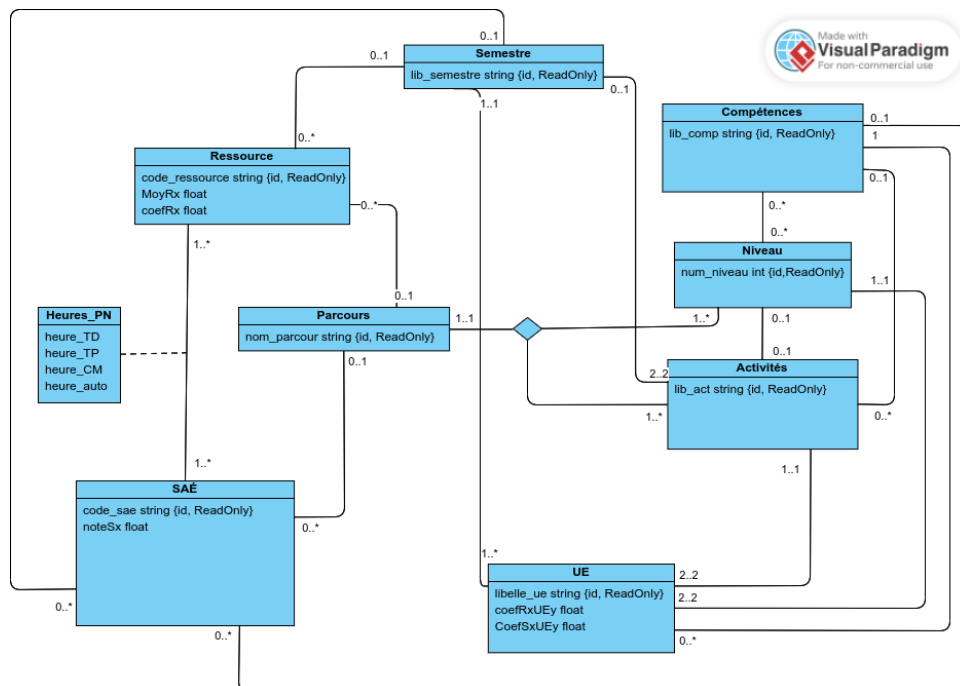 Made with
VisualParadigm
For non-commercial use
0..1
Semestre
lib_semestre string {id, ReadOnly}
0..1
0..1
1..1
0..*
Ressource
code_ressource string {id, ReadOnly}
MoyRx float
coefRx float
0..*
1..*
Compétences
lib_comp string {id, ReadOnly}
0..1
1
0..1
0..*
0..*
Niveau
num_niveau int {id,ReadOnly}
1..1
1..*
0..1
Heures_PN
heure_TD
heure_TP
heure_CM
heure_auto
0..1
Parcours
nom_parcour string {id, ReadOnly}
1..1
0..1
0..1
Activités
lib_act string {id, ReadOnly}
2..2
1..*
0..*
1..1
1..*
SAÉ
code_sae string {id, ReadOnly}
noteSx float
0..*
0..*
0..*
1..*
UE
libelle_ue string {id, ReadOnly}
coefRxUEy float
CoefSxUEy float
2..2
2..2
0..*